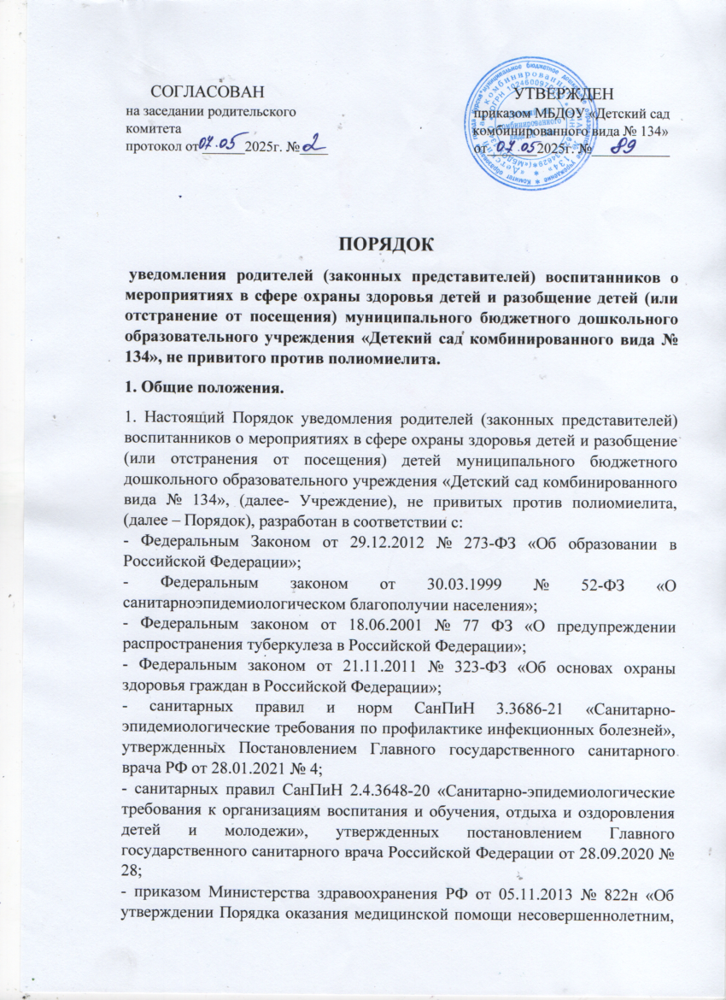 СОГЛАСОВАН
на заседании родительского
комитета
протокол от 07.05 2025г. № 2
УТВЕРЖДЕН
приказом МБДОУ «Детский сад
комбинированного вида № 134»
от 07.05 2025г. № 89
ПОРЯДОК
уведомления родителей (законных представителей) воспитанников о
мероприятиях в сфере охраны здоровья детей и разобщение детей (или
отстранение от посещения) муниципального бюджетного дошкольного
образовательного учреждения «Детский сад комбинированного вида №
134», не привитого против полиомиелита.
1. Общие положения.
1. Настоящий Порядок уведомления родителей (законных представителей)
воспитанников о мероприятиях в сфере охраны здоровья детей и разобщение
(или отстранения от посещения) детей муниципального бюджетного
дошкольного образовательного учреждения «Детский сад комбинированного
вида № 134», (далее- Учреждение), не привитых против полиомиелита,
(далее – Порядок), разработан в соответствии с:
- Федеральным Законом от 29.12.2012 № 273-ФЗ «Об образовании в
Российской Федерации»;
- Федеральным законом от 30.03.1999 № 52-ФЗ «О
санитарноэпидемиологическом благополучии населения»;
- Федеральным законом от 18.06.2001 № 77 ФЗ «О предупреждении
распространения туберкулеза в Российской Федерации»;
- Федеральным законом от 21.11.2011 № 323-ФЗ «Об основах охраны
здоровья граждан в Российской Федерации»;
- санитарных правил и норм СанПиН 3.3686-21 «Санитарно-
эпидемиологические требования по профилактике инфекционных болезней»,
утвержденных Постановлением Главного государственного санитарного
врача РФ от 28.01.2021 № 4;
- санитарных правил СанПиН 2.4.3648-20 «Санитарно-эпидемиологические
требования к организациям воспитания и обучения, отдыха и оздоровления
детей и молодежи», утвержденных постановлением Главного
государственного санитарного врача Российской Федерации от 28.09.2020 №
28;
- приказом Министерства здравоохранения РФ от 05.11.2013 № 822н «Об
утверждении Порядка оказания медицинской помощи несовершеннолетним,